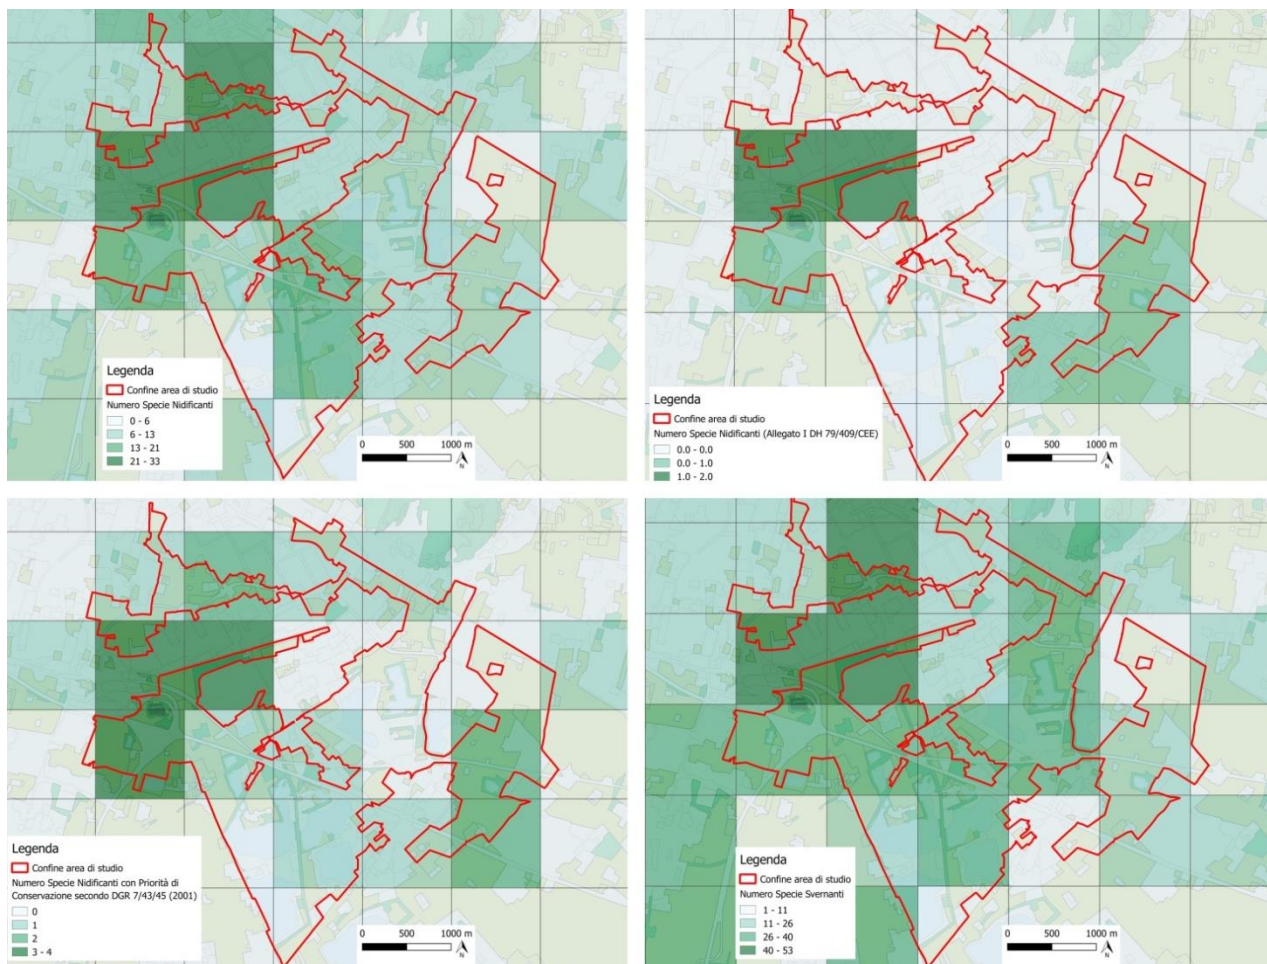 Legenda
Confine area di studio
Numero Specie Nidificanti
0 - 6
6 - 13
13 - 21
21 - 33
0 500 1000 m
N
Legenda
Confine area di studio
Numero Specie Nidificanti (Allegato I DH 79/409/CEE)
0.0 - 0.0
0.0 - 1.0
1.0 - 2.0
0 500 1000 m
N
Legenda
Confine area di studio
Numero Specie Nidificanti con Priorità di
Conservazione secondo DGR 7/43/45 (2001)
0
1
2
3 - 4
0 500 1000 m
N
Legenda
Confine area di studio
Numero Specie Svernanti
1 - 11
11 - 26
26 - 40
40 - 53
0 500 1000 m
N